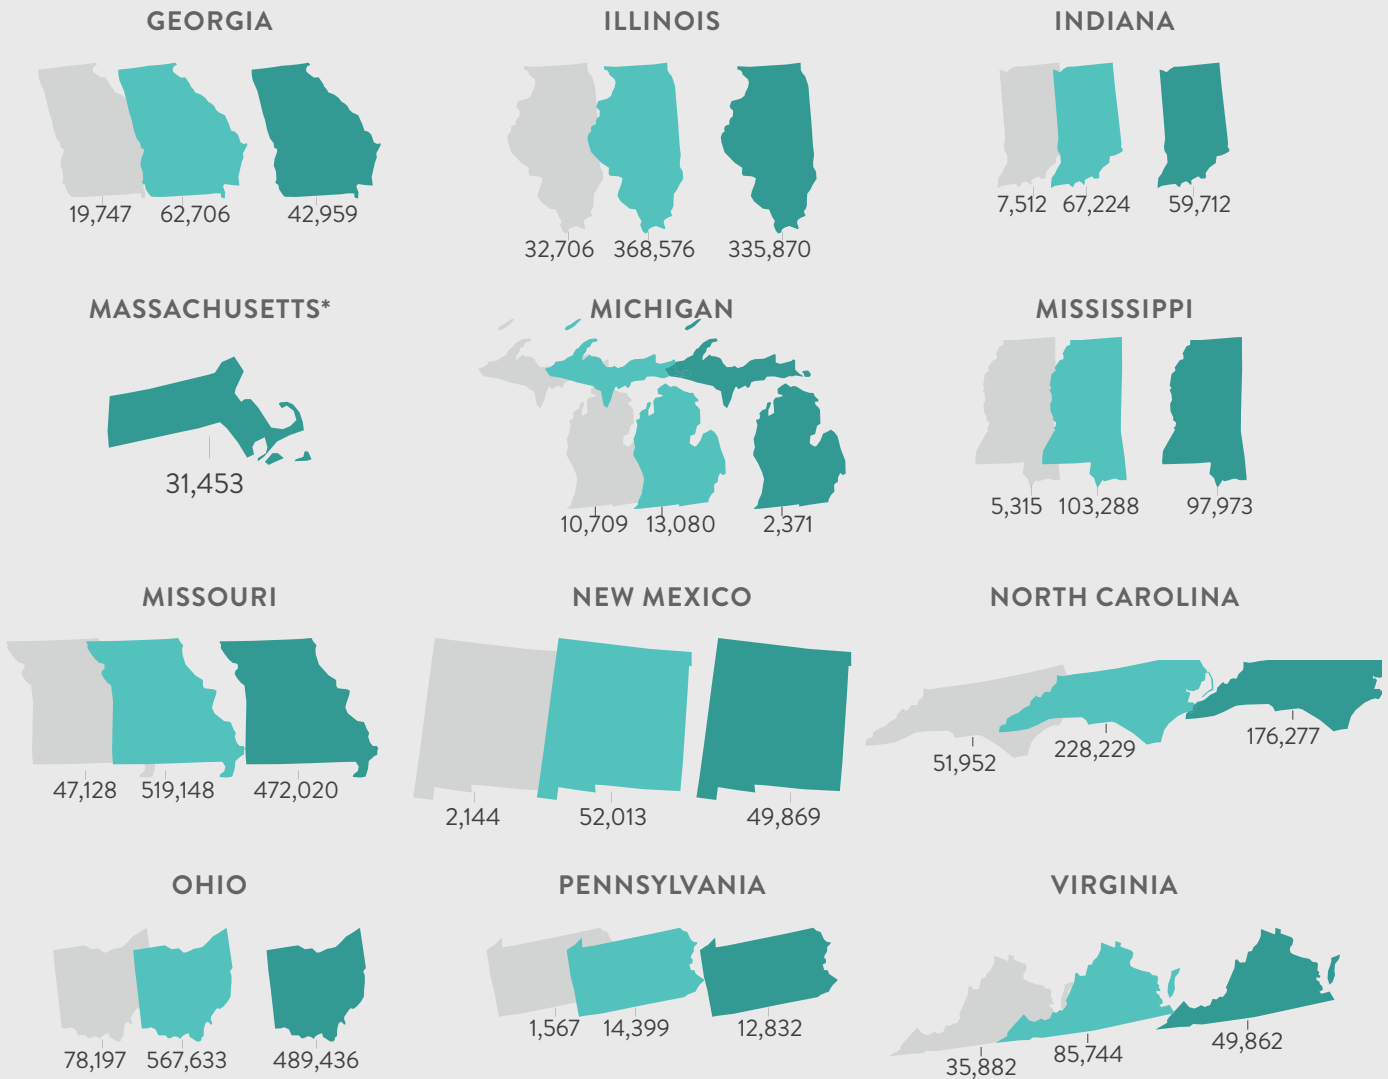 GEORGIA
ILLINOIS
INDIANA
19,747 62,706 42,959
32,706 368,576 335,870
7,512 67,224 59,712
MASSACHUSETTS*
MICHIGAN
MISSISSIPPI
31,453
10,709 13,080 2,371
5,315 103,288 97,973
MISSOURI
NEW MEXICO
NORTH CAROLINA
47,128 519,148 472,020
2,144 52,013 49,869
51,952 228,229 176,277
OHIO
PENNSYLVANIA
VIRGINIA
78,197 567,633 489,436
1,567 14,399 12,832
35,882 85,744 49,862